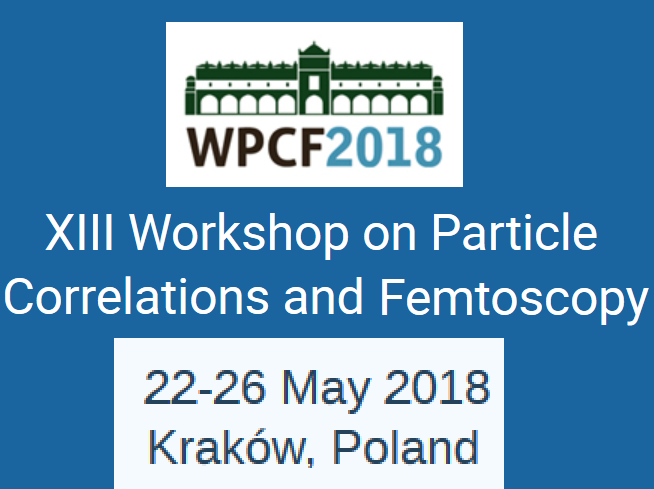 WPCF2018
XIII Workshop on Particle
Correlations and Femtoscopy
22-26 May 2018
Kraków, Poland